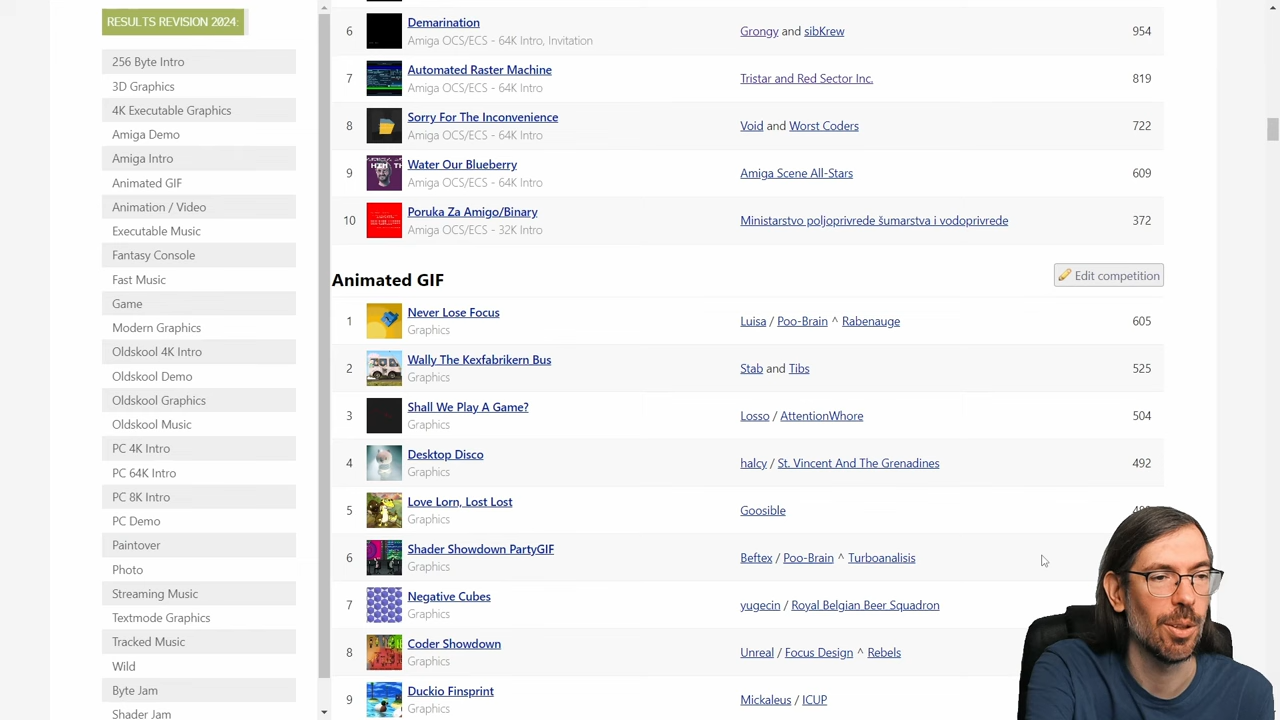 RESULTS REVISION 2024:
256 Byte Intro
3D Graphics
4K Executable Graphics
Amiga Demo
Amiga Intro
Animated GIF
Animation / Video
Executable Music
Fantasy Console
Fast Music
Game
Modern Graphics
Oldskool 4K Intro
Oldskool Demo
Oldskool Graphics
Oldskool Music
PC 4K Intro
PC 64K Intro
PC 8K Intro
PC Demo
Paintover
Photo
Streaming Music
Textmode Graphics
Tracked Music
Wild
Byte Jam
Shader Jam
6 Demarination Grongy and sibKrew 954
Amiga OCS/ECS - 64K Intro, Invitation
7 Automated Raster Machine Tristar and Red Sector Inc. 819
Amiga OCS/ECS - 64K Intro
8 Sorry For The Inconvenience Void and Worst Coders 722
Amiga OCS/ECS - 64K Intro
9 Water Our Blueberry Amiga Scene All-Stars 609
Amiga OCS/ECS - 64K Intro
10 Poruka Za Amigo/Binary Ministarstvo poljoprivrede šumarstva i vodoprivrede 372
Amiga OCS/ECS - 32K Intro
Animated GIF Edit competition
1 Never Lose Focus Luisa / Poo-Brain ^ Rabenauge 605
Graphics
2 Wally The Kexfabrikern Bus Stab and Tibs 525
Graphics
3 Shall We Play A Game? Losso / AttentionWhore 504
Graphics
4 Desktop Disco halcy / St. Vincent And The Grenadines 492
Graphics
5 Love Lorn, Lost Lost Goosible
Graphics
6 Shader Showdown PartyGIF Beftex / Poo-Brain ^ Turboanalisis
Graphics
7 Negative Cubes yugecin / Royal Belgian Beer Squadron
Graphics
8 Coder Showdown Unreal / Focus Design ^ Rebels
Graphics
9 Duckio Finsprint Mickaleus / ICUP
Graphics